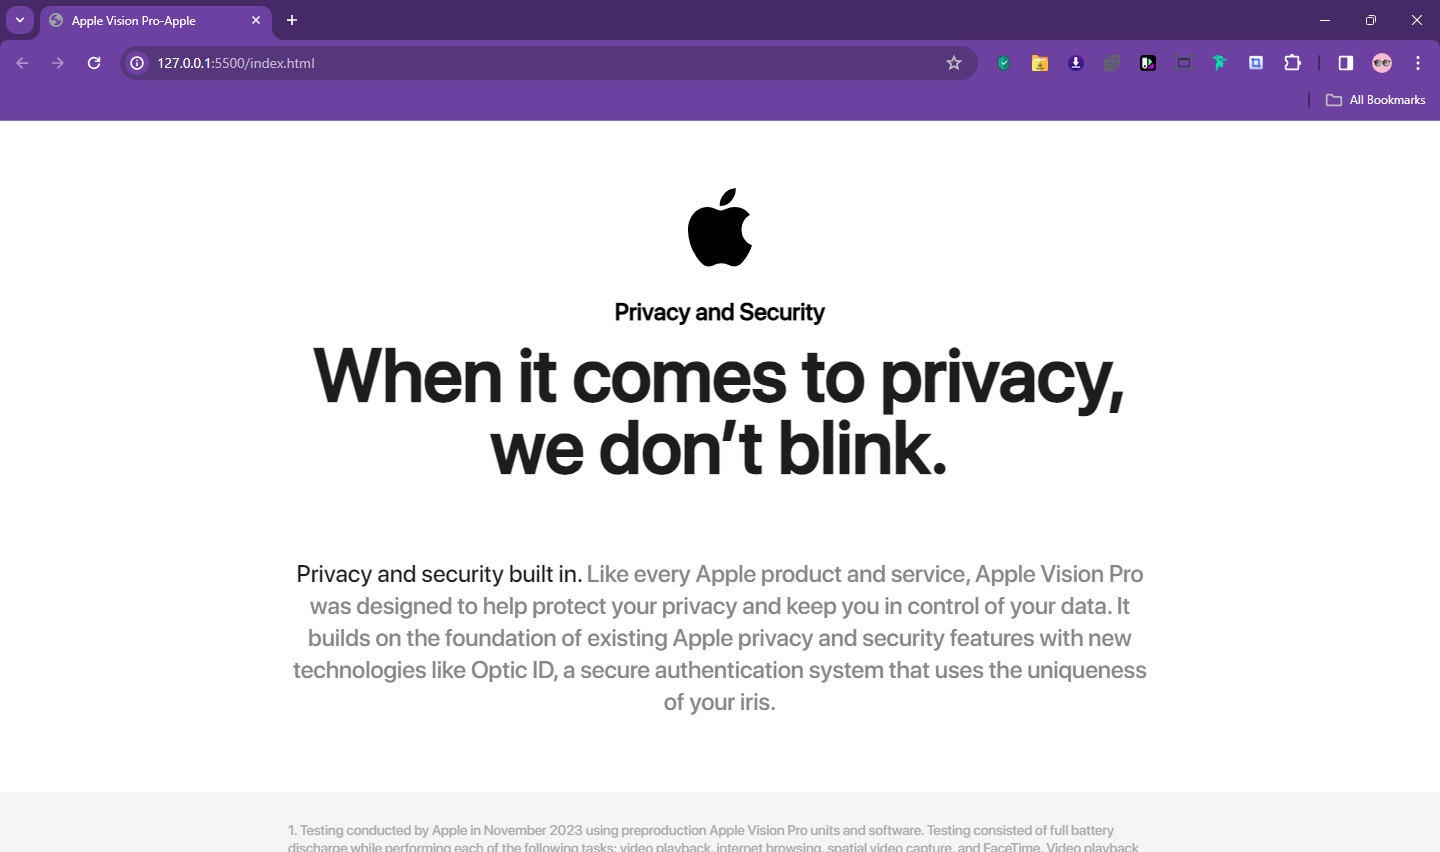 Apple Vision Pro-Apple
127.0.0.1:5500/index.html
All Bookmarks
Privacy and Security
When it comes to privacy,
we don’t blink.
Privacy and security built in. Like every Apple product and service, Apple Vision Pro
was designed to help protect your privacy and keep you in control of your data. It
builds on the foundation of existing Apple privacy and security features with new
technologies like Optic ID, a secure authentication system that uses the uniqueness
of your iris.
1. Testing conducted by Apple in November 2023 using preproduction Apple Vision Pro units and software. Testing consisted of full battery
discharge while performing each of the following tasks: video playback, internet browsing, spatial video capture, and FaceTime. Video playback